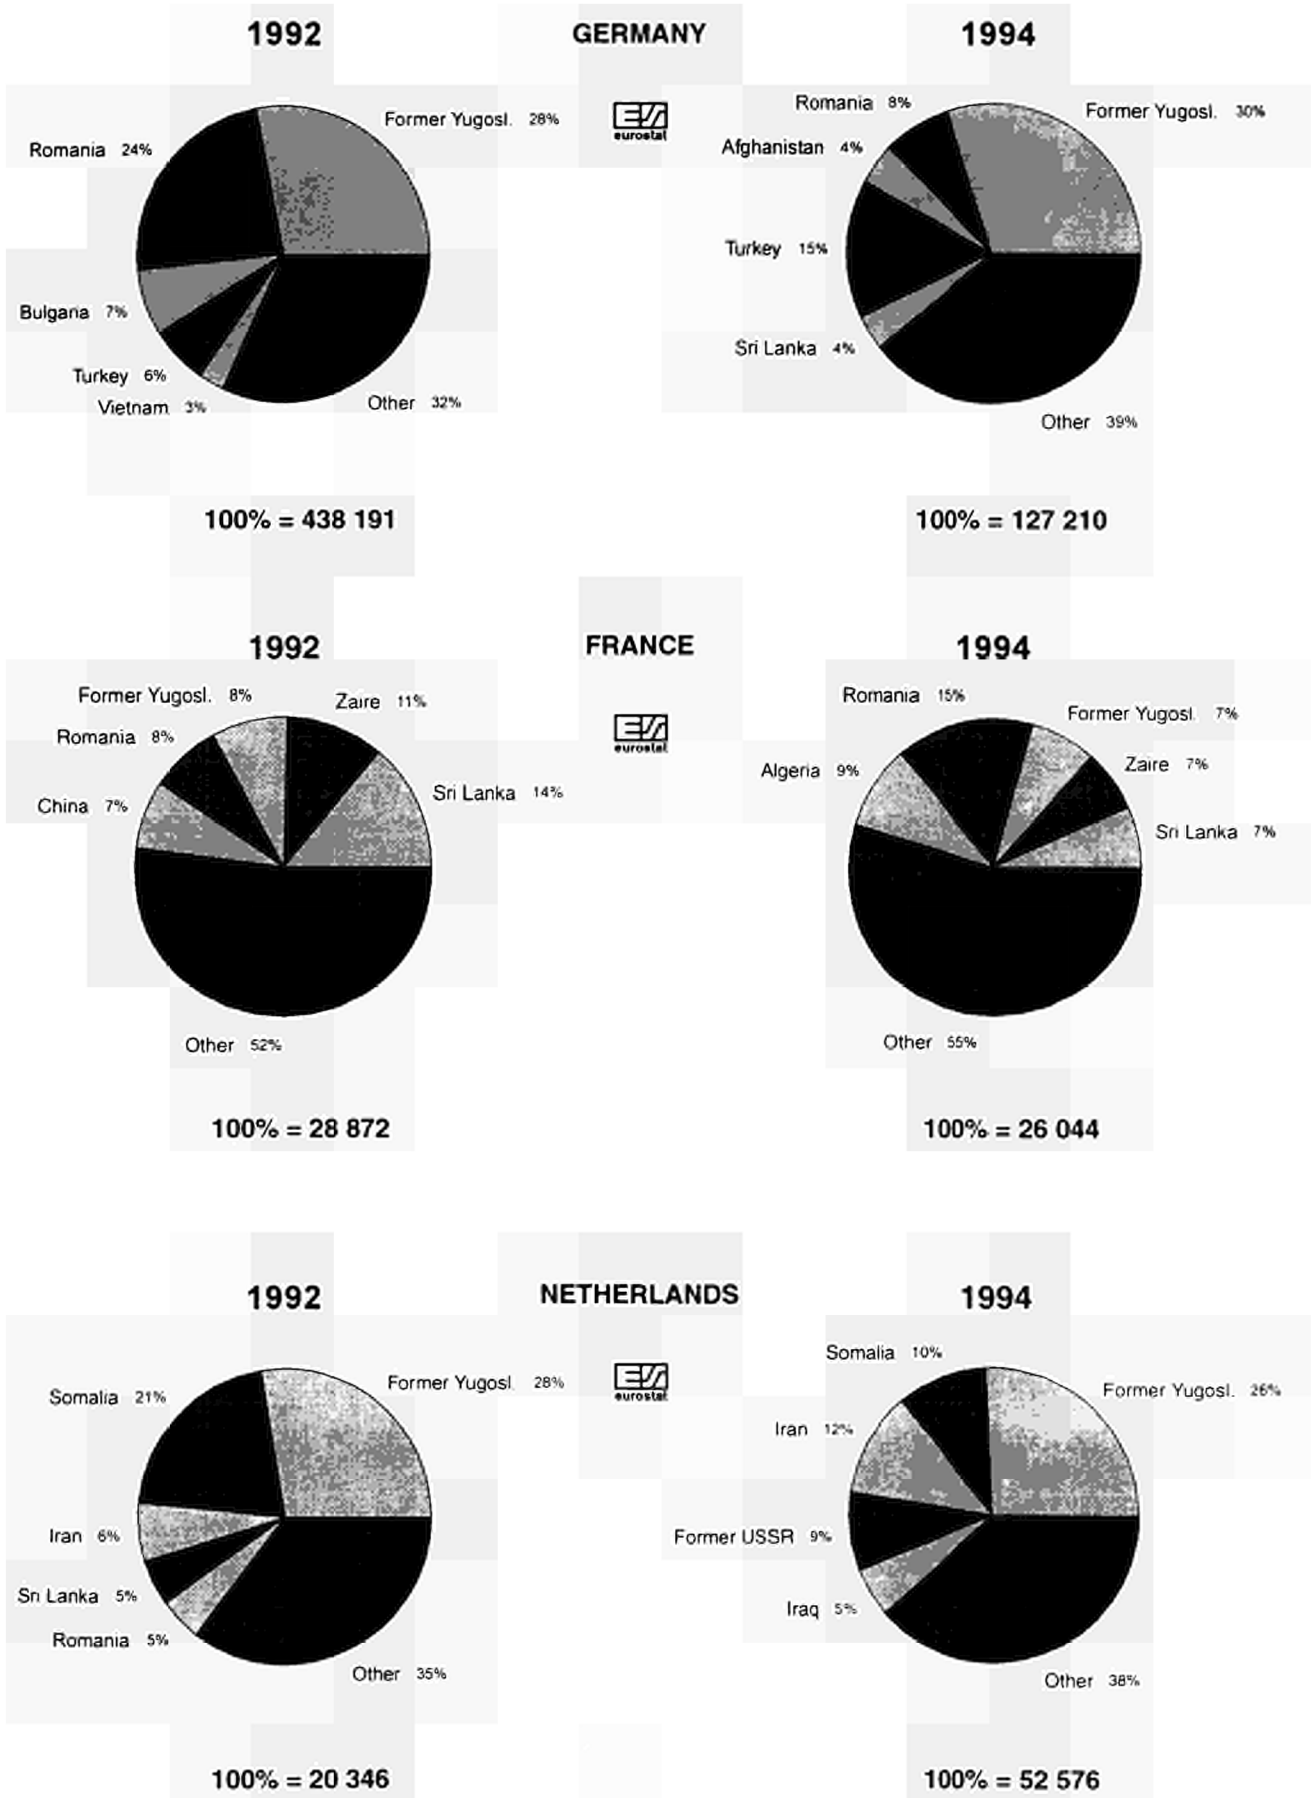 1992 GERMANY 1994
eurostat
Former Yugosl. 28%
Romania 24%
Bulgaria 7%
Turkey 6%
Vietnam 3%
Other 32%
100% = 438 191
Romania 8%
Former Yugosl. 30%
Afghanistan 4%
Turkey 15%
Sri Lanka 4%
Other 39%
100% = 127 210
1992 FRANCE 1994
eurostat
Former Yugosl. 8%
Zaire 11%
Romania 8%
Sri Lanka 14%
China 7%
Other 52%
100% = 28 872
Romania 15%
Former Yugosl. 7%
Zaire 7%
Algeria 9%
Sri Lanka 7%
Other 55%
100% = 26 044
1992 NETHERLANDS 1994
eurostat
Former Yugosl. 28%
Somalia 21%
Iran 6%
Sri Lanka 5%
Romania 5%
Other 35%
100% = 20 346
Somalia 10%
Former Yugosl. 26%
Iran 12%
Former USSR 9%
Iraq 5%
Other 38%
100% = 52 576